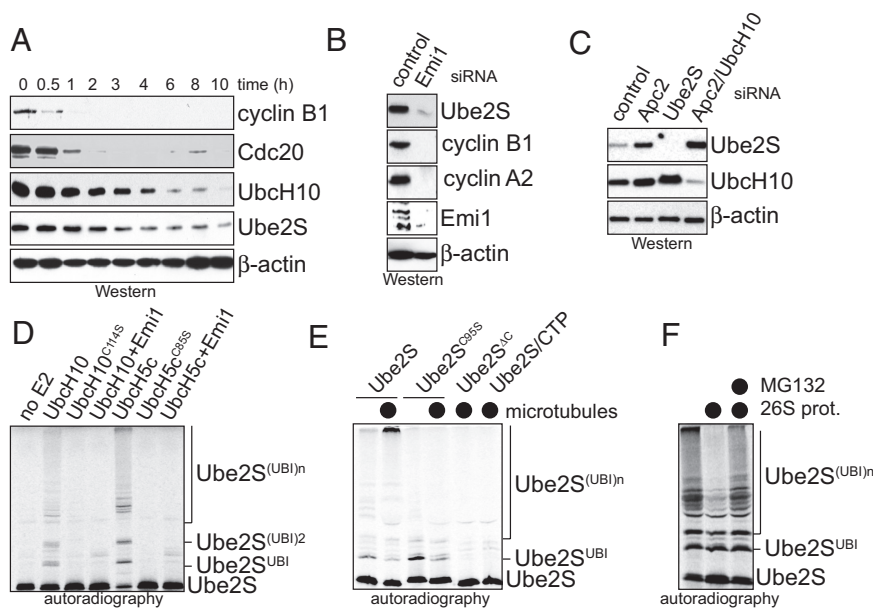 A
0 0.5 1 2 3 4 6 8 10 time (h)
cyclin B1
Cdc20
UbcH10
Ube2S
β-actin
Western
B
control
Emi1
siRNA
Ube2S
cyclin B1
cyclin A2
Emi1
β-actin
Western
C
control
Apc2
Ube2S
Apc2/UbcH10
siRNA
Ube2S
UbcH10
β-actin
Western
D
no E2
UbcH10
UbcH10C114S
UbcH10+Emi1
UbcH5c
UbcH5cC85S
UbcH5c+Emi1
Ube2S(UBI)n
Ube2S(UBI)2
Ube2SUBI
Ube2S
autoradiography
E
Ube2S
Ube2SC95S
Ube2SΔC
Ube2S/CTP
microtubules
Ube2S(UBI)n
Ube2SUBI
Ube2S
autoradiography
F
MG132
26S prot.
Ube2S(UBI)n
Ube2SUBI
Ube2S
autoradiography